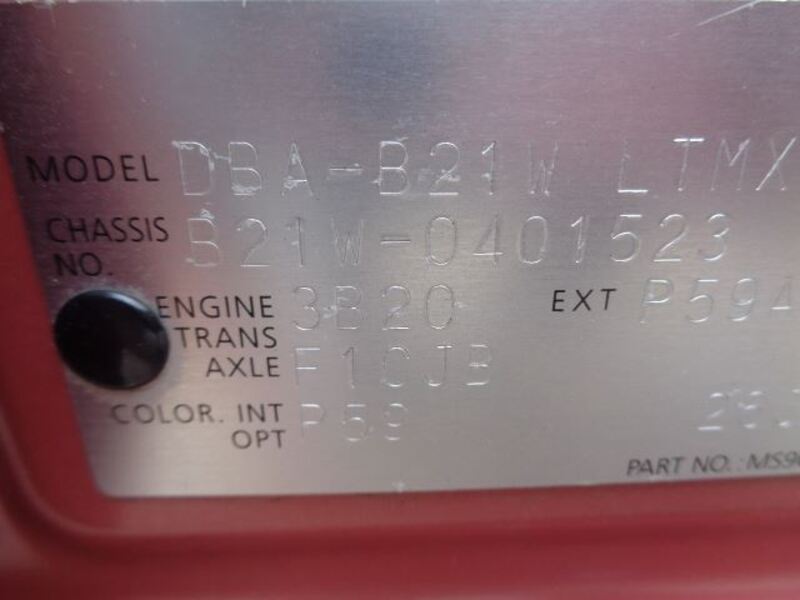 MODEL DBA-B21W LTMX
CHASSIS NO. B21W-0401523
ENGINE 3B20 EXT P594
TRANS AXLE F1CJB
COLOR. INT OPT P59
PART NO.: MS9